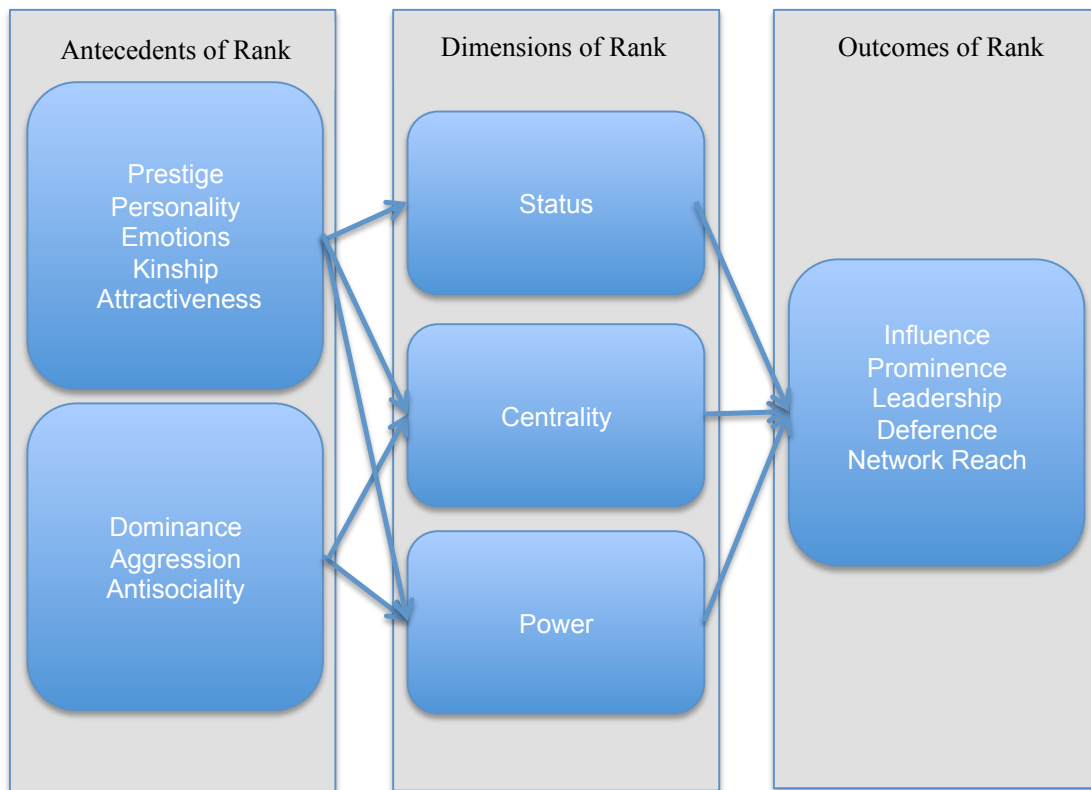 Antecedents of Rank
Prestige
Personality
Emotions
Kinship
Attractiveness
Dominance
Aggression
Antisociality
Dimensions of Rank
Status
Centrality
Power
Outcomes of Rank
Influence
Prominence
Leadership
Deference
Network Reach